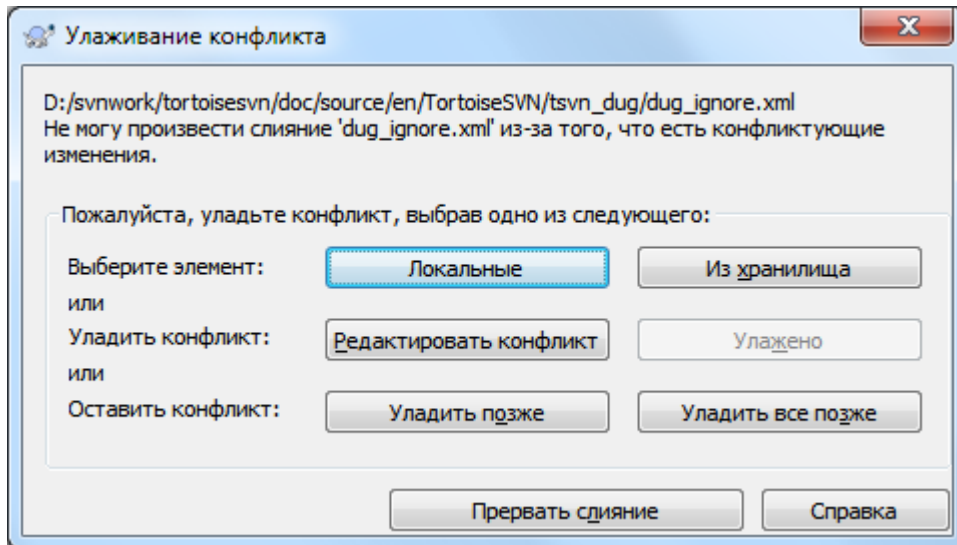 Улаживание конфликта
D:/svnwork/tortoisesvn/doc/source/en/TortoiseSVN/tsvn_dug/dug_ignore.xml
Не могу произвести слияние 'dug_ignore.xml' из-за того, что есть конфликтующие
изменения.
Пожалуйста, уладьте конфликт, выбрав одно из следующего:
Выберите элемент: Локальные Из хранилища
или
Уладить конфликт: Редактировать конфликт Улажено
или
Оставить конфликт: Уладить позже Уладить все позже
Прервать слияние Справка